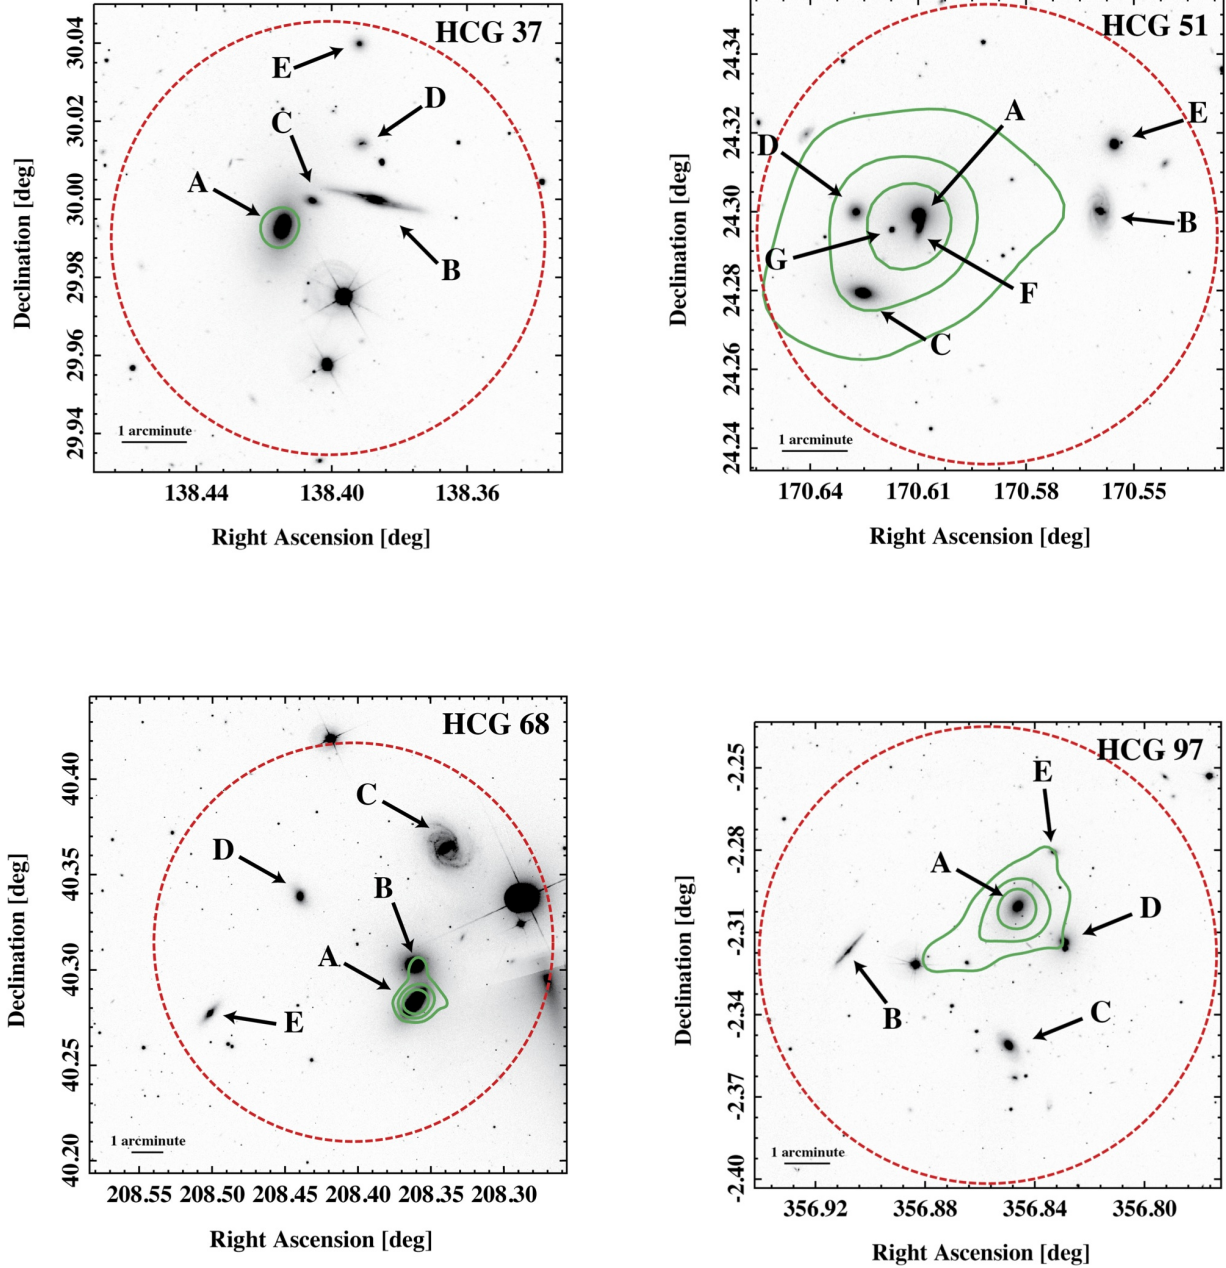 HCG 37
30.04
30.02
30.00
29.98
29.96
29.94
Declination [deg]
E
D
C
A
B
1 arcminute
138.44 138.40 138.36
Right Ascension [deg]
HCG 51
24.34
24.32
24.30
24.28
24.26
24.24
Declination [deg]
A
E
D
B
G
F
C
1 arcminute
170.64 170.61 170.58 170.55
Right Ascension [deg]
HCG 68
40.40
40.35
40.30
40.25
40.20
Declination [deg]
C
D
B
A
E
1 arcminute
208.55 208.50 208.45 208.40 208.35 208.30
Right Ascension [deg]
HCG 97
-2.25
-2.28
-2.31
-2.34
-2.37
-2.40
Declination [deg]
E
A
D
B
C
1 arcminute
356.92 356.88 356.84 356.80
Right Ascension [deg]